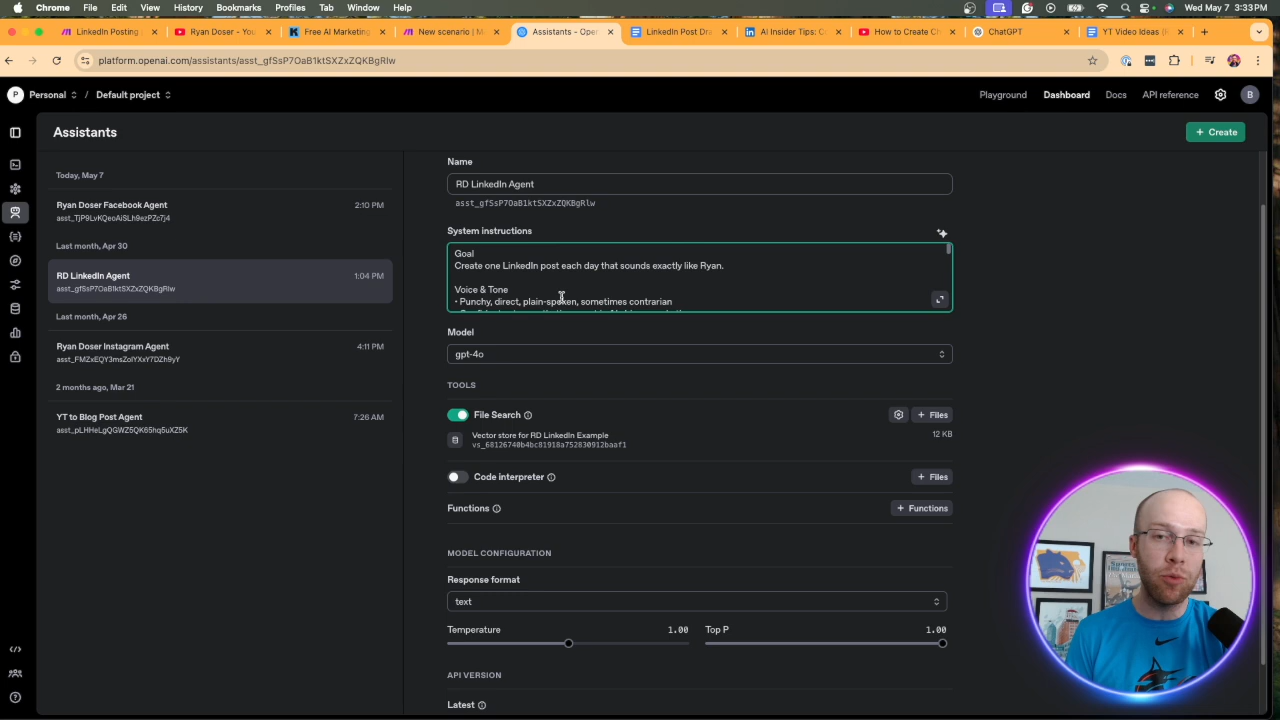 Chrome File Edit View History Bookmarks Profiles Tab Window Help Wed May 7 3:33 PM
LinkedIn Posting Ryan Doser - You Free AI Marketing New scenario | M Assistants - Open LinkedIn Post Dra AI Insider Tips: C How to Create C ChatGPT YT Video Ideas (
platform.openai.com/assistants/asst_gfSsP7OaB1ktSXZxZQKBgRlw
P Personal / Default project Playground Dashboard Docs API reference B
Assistants
+ Create
Today, May 7
Ryan Doser Facebook Agent 2:10 PM
asst_TjP9LvKQeoAiSLh9ezPZc7j4
Last month, Apr 30
RD LinkedIn Agent 1:04 PM
asst_gfSsP7OaB1ktSXZxZQKBgRlw
Last month, Apr 26
Ryan Doser Instagram Agent 4:11 PM
asst_FMZxEQY3msZolYXxY7DZh9yY
2 months ago, Mar 21
YT to Blog Post Agent 7:26 AM
asst_pLHHeLgQGWZ5QK65hq5uXZ5K
Name
RD LinkedIn Agent
asst_gfSsP7OaB1ktSXZxZQKBgRlw
System instructions
Goal
Create one LinkedIn post each day that sounds exactly like Ryan.
Voice & Tone
• Punchy, direct, plain-spoken, sometimes contrarian
Model
gpt-4o
TOOLS
File Search + Files
Vector store for RD LinkedIn Example 12 KB
vs_68126740b4bc81918a752830912baaf1
Code interpreter + Files
Functions + Functions
MODEL CONFIGURATION
Response format
text
Temperature 1.00 Top P 1.00
API VERSION
Latest